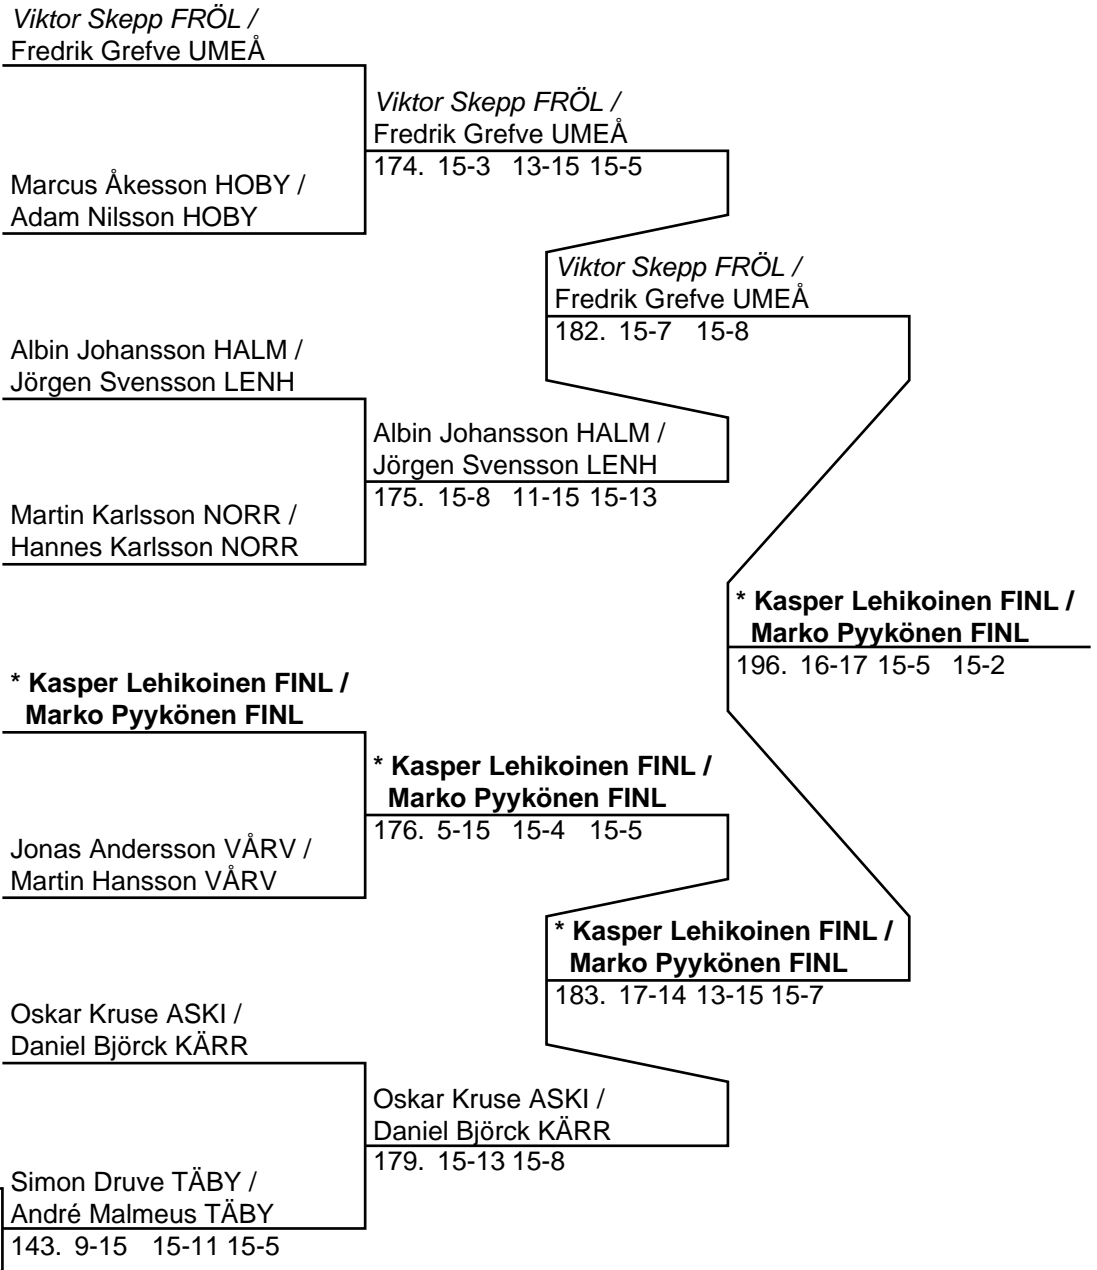 Viktor Skepp FRÖL /
Fredrik Grefve UMEÅ
Viktor Skepp FRÖL /
Fredrik Grefve UMEÅ
174. 15-3 13-15 15-5
Marcus Åkesson HOBY /
Adam Nilsson HOBY
Viktor Skepp FRÖL /
Fredrik Grefve UMEÅ
182. 15-7 15-8
Albin Johansson HALM /
Jörgen Svensson LENH
Albin Johansson HALM /
Jörgen Svensson LENH
175. 15-8 11-15 15-13
Martin Karlsson NORR /
Hannes Karlsson NORR
* Kasper Lehikoinen FINL /
Marko Pyykönen FINL
196. 16-17 15-5 15-2
* Kasper Lehikoinen FINL /
Marko Pyykönen FINL
* Kasper Lehikoinen FINL /
Marko Pyykönen FINL
176. 5-15 15-4 15-5
Jonas Andersson VÅRV /
Martin Hansson VÅRV
* Kasper Lehikoinen FINL /
Marko Pyykönen FINL
183. 17-14 13-15 15-7
Oskar Kruse ASKI /
Daniel Björck KÄRR
Oskar Kruse ASKI /
Daniel Björck KÄRR
179. 15-13 15-8
Simon Druve TÄBY /
André Malmeus TÄBY
143. 9-15 15-11 15-5